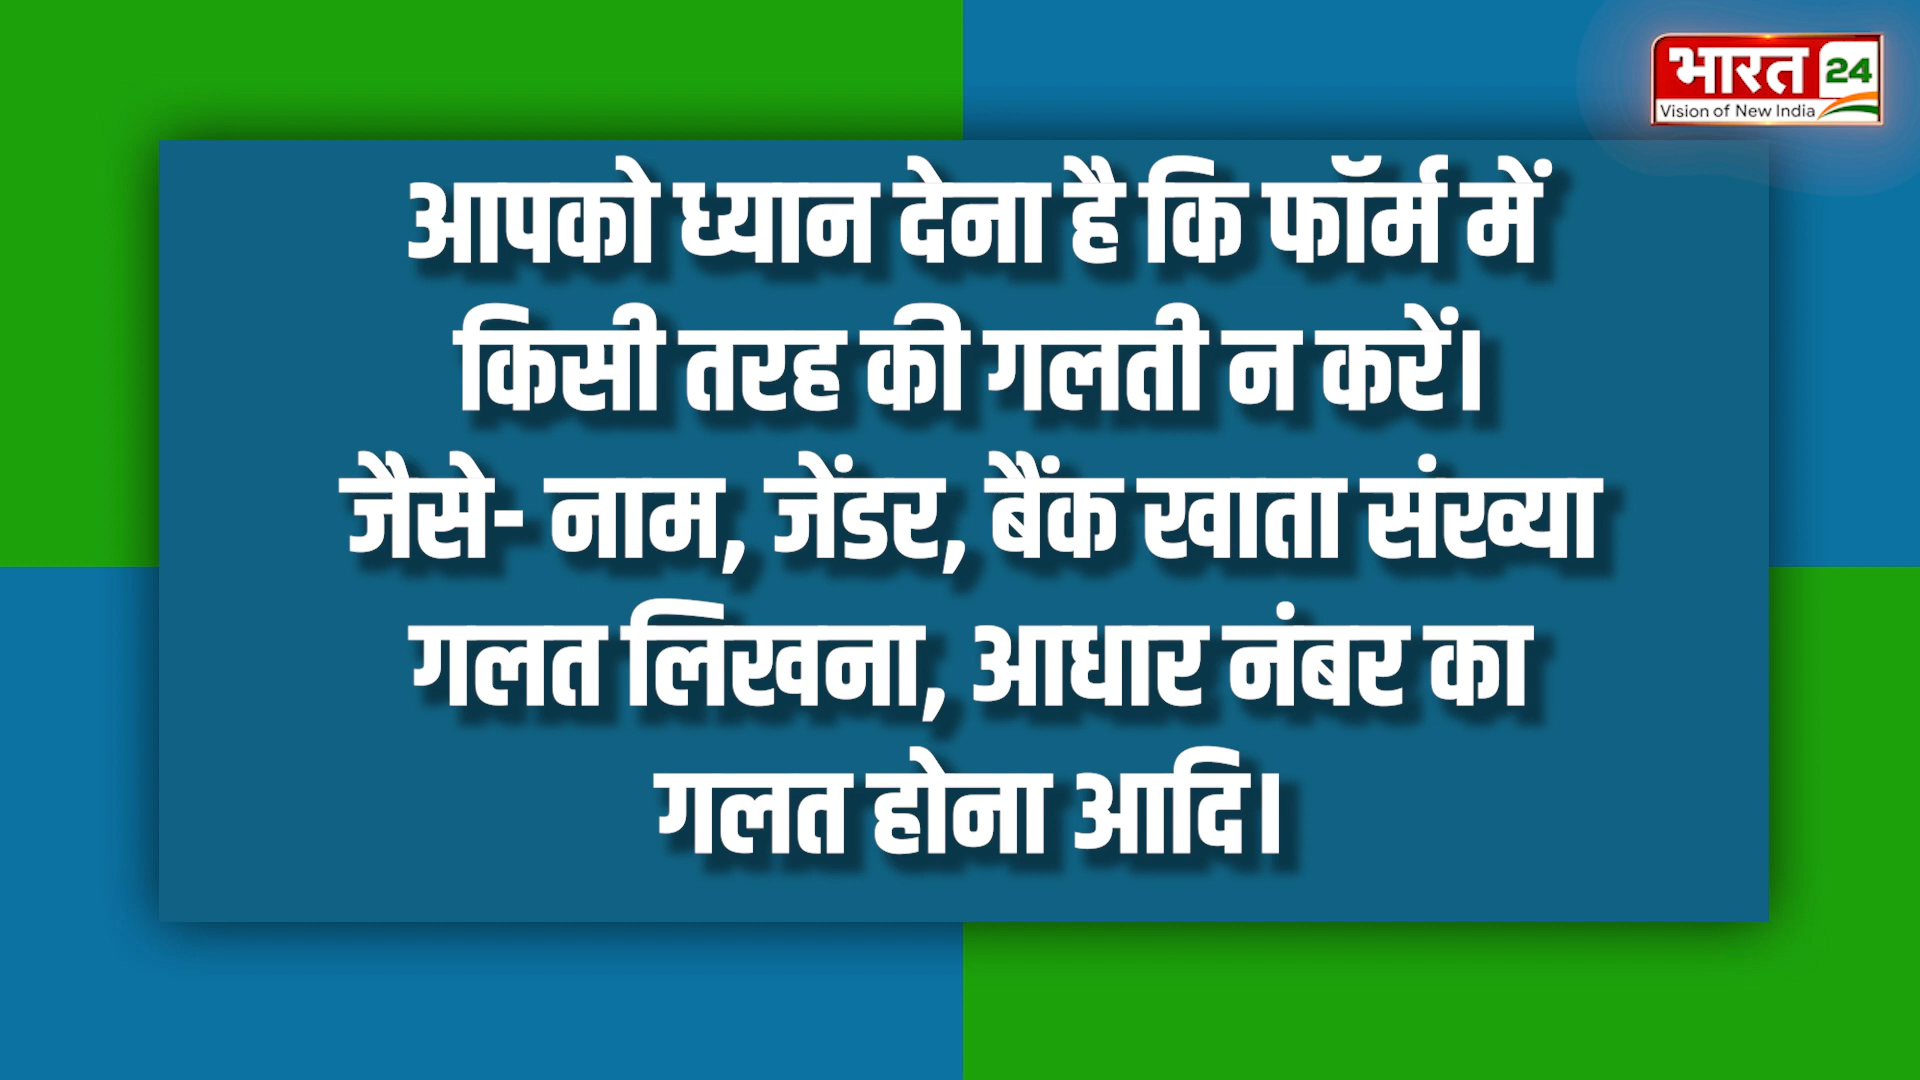 भारत 24
Vision of New India
आपको ध्यान देना है कि फॉर्म में
किसी तरह की गलती न करें।
जैसे- नाम, जेंडर, बैंक खाता संख्या
गलत लिखना, आधार नंबर का
गलत होना आदि।